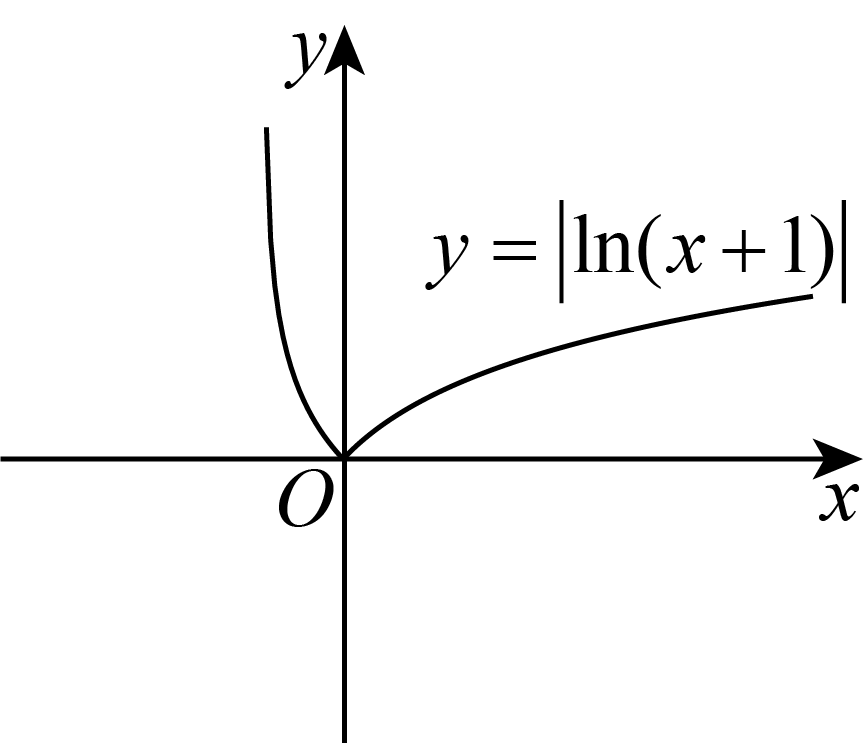 y
y = |ln(x + 1)|
O
x